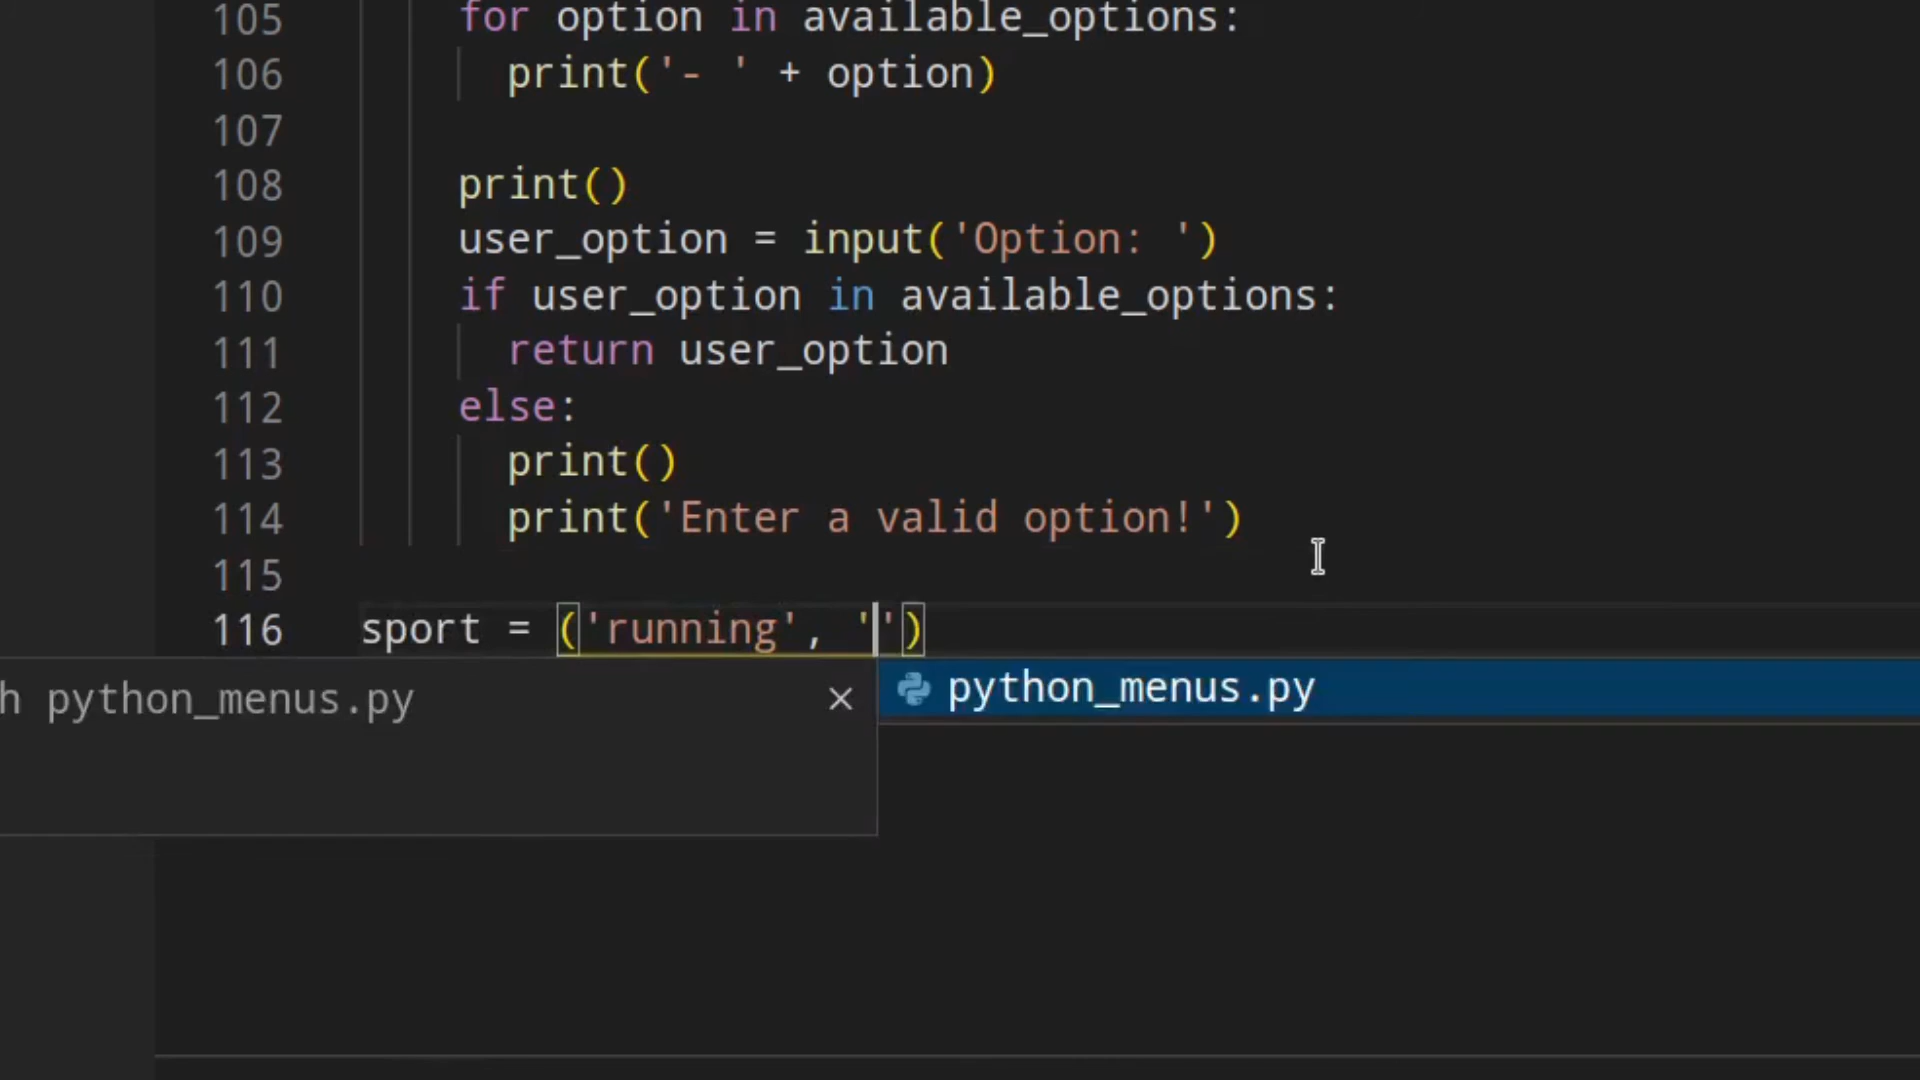 105 for option in available_options:
106 print('- ' + option)
107
108 print()
109 user_option = input('Option: ')
110 if user_option in available_options:
111 return user_option
112 else:
113 print()
114 print('Enter a valid option!')
115
116 sport = ('running', '')
h python_menus.py
python_menus.py